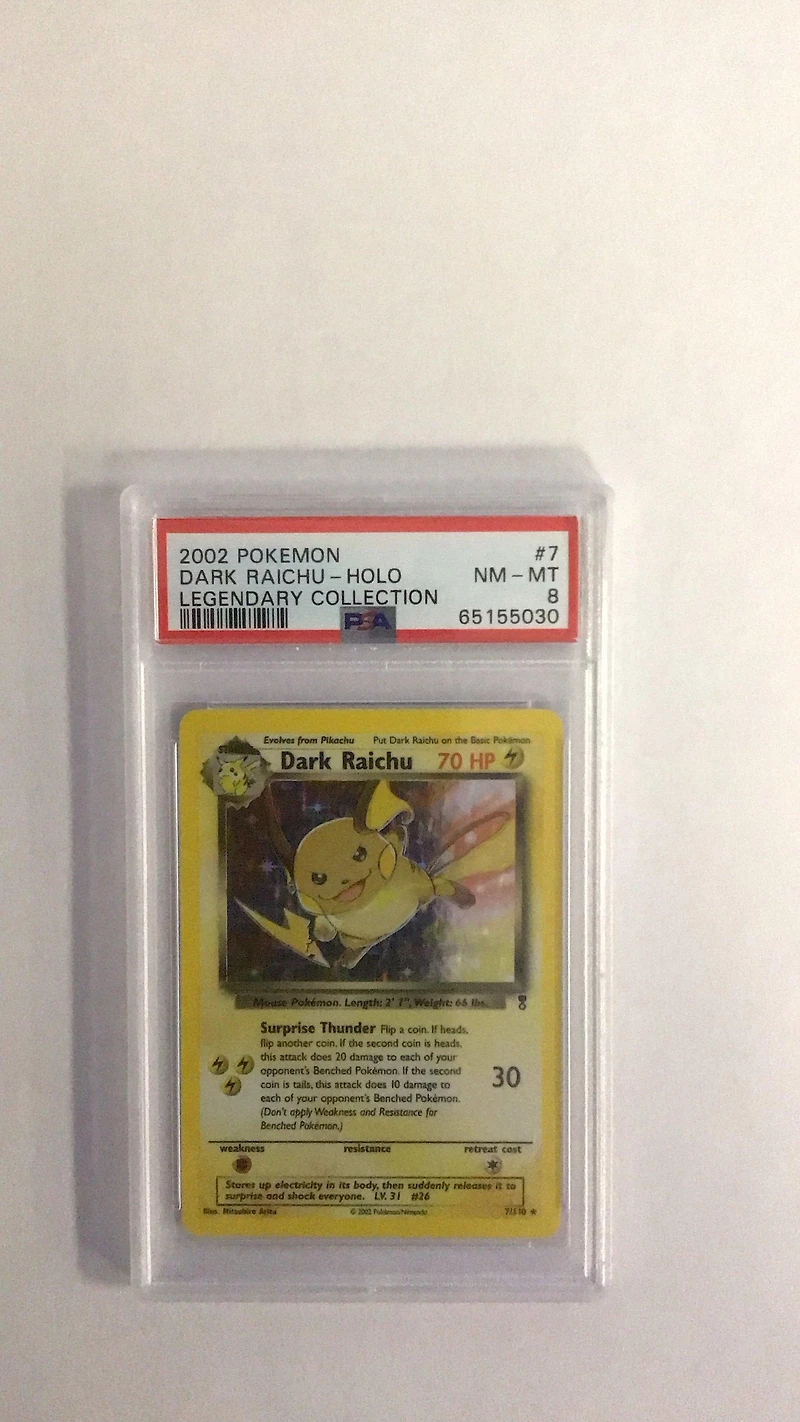 2002 POKEMON #7
DARK RAICHU - HOLO NM - MT
LEGENDARY COLLECTION 8
PSA 65155030
Evolves from Pikachu Put Dark Raichu on the Basic Pokémon
Dark Raichu 70 HP
Mouse Pokémon. Length: 2' 7", Weight: 66 lbs.
Surprise Thunder Flip a coin. If heads,
flip another coin. If the second coin is heads,
this attack does 20 damage to each of your
opponent's Benched Pokémon. If the second
coin is tails, this attack does 10 damage to
each of your opponent's Benched Pokémon.
(Don't apply Weakness and Resistance for
Benched Pokémon.)
30
weakness resistance retreat cost
Stores up electricity in its body, then suddenly releases it to
surprise and shock everyone. LV. 31 #26
Illus. Mitsuhiro Arita © 2002 Pokémon/Nintendo 7/110